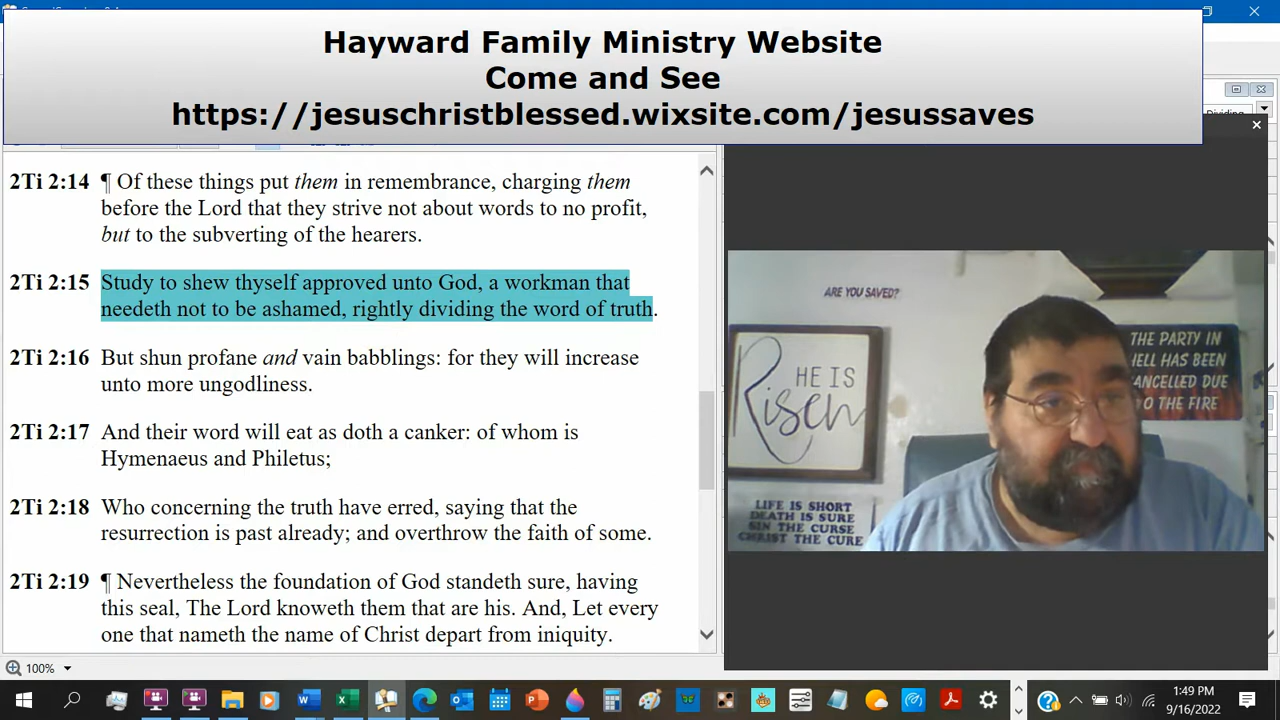 Hayward Family Ministry Website
Come and See
https://jesuschristblessed.wixsite.com/jesussaves
Dividing
2Ti 2:14 ¶ Of these things put them in remembrance, charging them
before the Lord that they strive not about words to no profit,
but to the subverting of the hearers.
2Ti 2:15 Study to shew thyself approved unto God, a workman that
needeth not to be ashamed, rightly dividing the word of truth.
2Ti 2:16 But shun profane and vain babblings: for they will increase
unto more ungodliness.
2Ti 2:17 And their word will eat as doth a canker: of whom is
Hymenaeus and Philetus;
2Ti 2:18 Who concerning the truth have erred, saying that the
resurrection is past already; and overthrow the faith of some.
2Ti 2:19 ¶ Nevertheless the foundation of God standeth sure, having
this seal, The Lord knoweth them that are his. And, Let every
one that nameth the name of Christ depart from iniquity.
ARE YOU SAVED?
HE IS
Risen
THE PARTY IN
HELL HAS BEEN
CANCELLED DUE
TO THE FIRE
LIFE IS SHORT
DEATH IS SURE
SIN THE CURSE
CHRIST THE CURE
100%
1:49 PM
9/16/2022